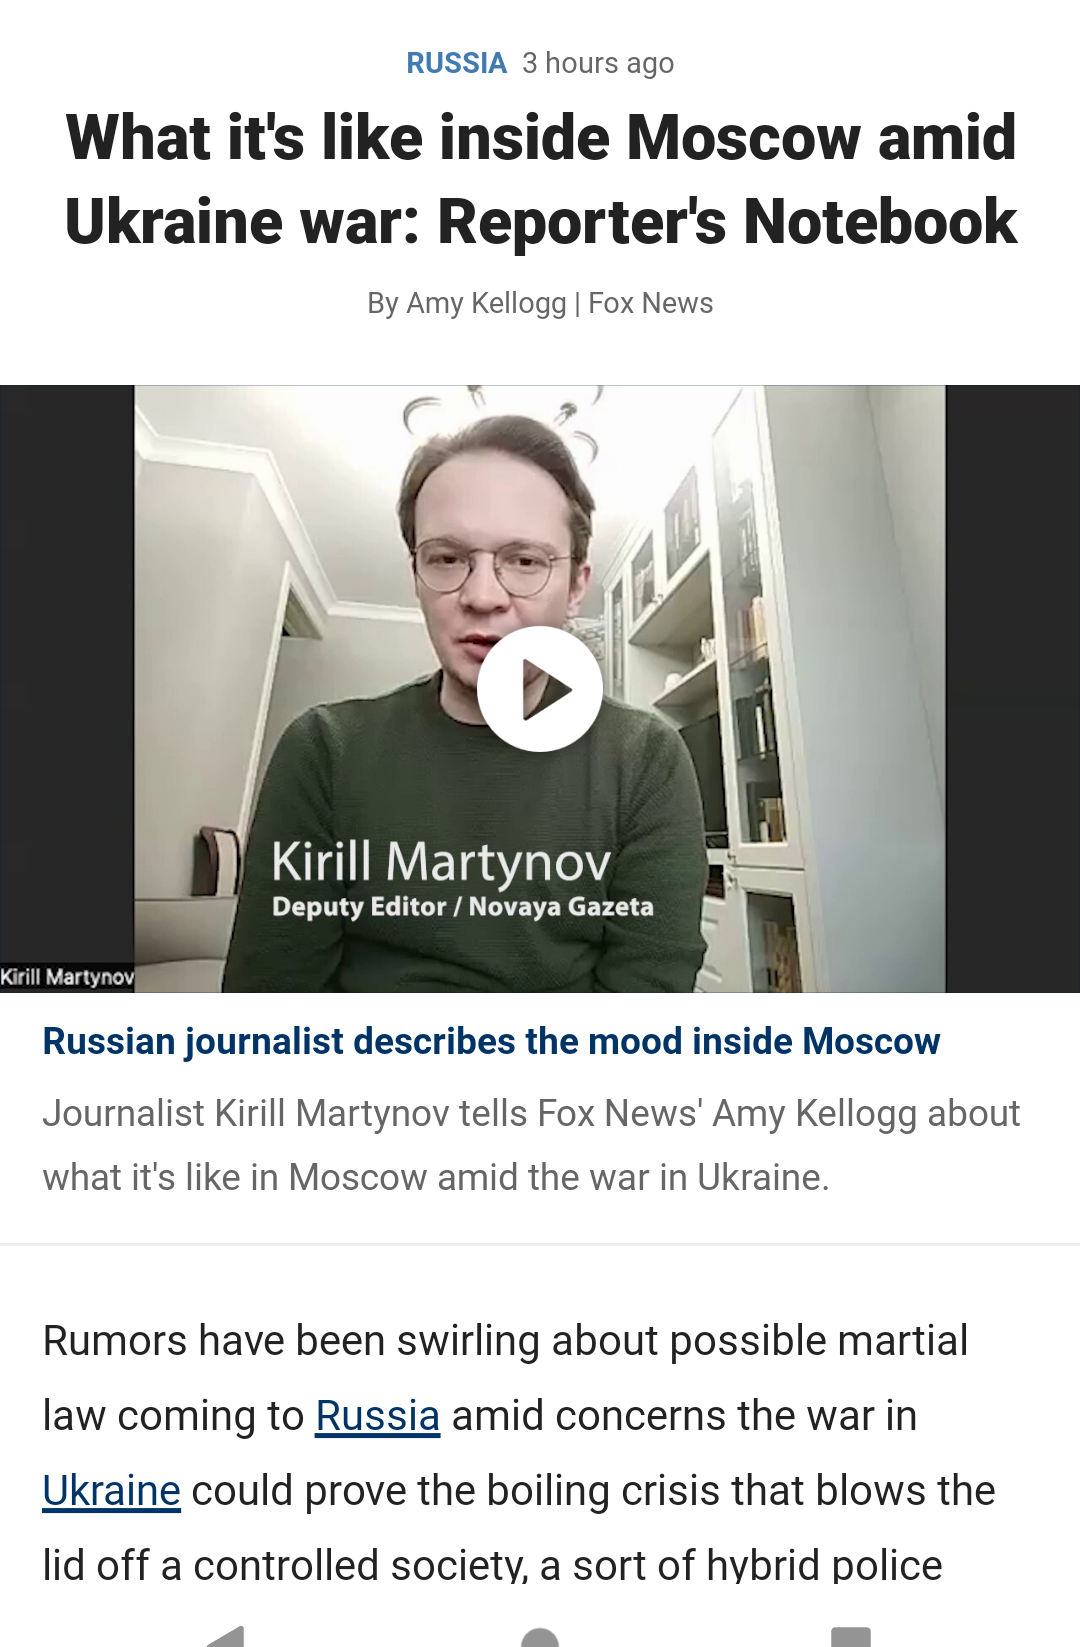 RUSSIA 3 hours ago
What it's like inside Moscow amid
Ukraine war: Reporter's Notebook
By Amy Kellogg | Fox News
Kirill Martynov
Deputy Editor / Novaya Gazeta
Kirill Martynov
Russian journalist describes the mood inside Moscow
Journalist Kirill Martynov tells Fox News' Amy Kellogg about
what it's like in Moscow amid the war in Ukraine.
Rumors have been swirling about possible martial
law coming to Russia amid concerns the war in
Ukraine could prove the boiling crisis that blows the
lid off a controlled society, a sort of hybrid police